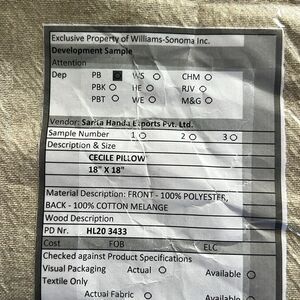 Exclusive Property of Williams-Sonoma Inc.
Development Sample
Attention
Dep PB WS CHM
PBK HE RJV
PBT WE M&G
Vendor: Sarita Handa Exports Pvt. Ltd.
Sample Number 1 2 3
Description & Size
CECILE PILLOW
18" X 18"
Material Description: FRONT - 100% POLYESTER,
BACK - 100% COTTON MELANGE
Wood Description
PD Nr. HL20 3433
Cost FOB ELC
Checked against Product Specifications
Visual Packaging Actual Available
Textile Only
Actual Fabric Available